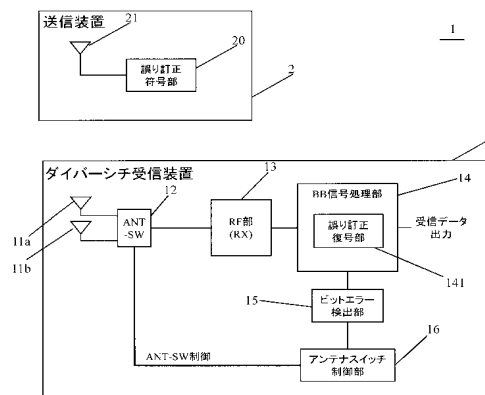 送信装置
21
20
1
誤り訂正
符号部
2
ダイバーシチ受信装置
13
14
12
BB信号処理部
11a
ANT
-SW
RF部
(RX)
誤り訂正
復号部
受信データ
出力
11b
141
15
ビットエラー
検出部
16
ANT-SW制御
アンテナスイッチ
制御部